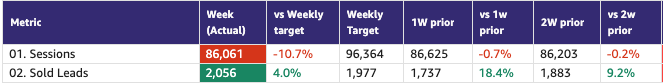 Metric Week (Actual) vs Weekly target Weekly Target 1W prior vs 1w prior 2W prior vs 2w prior
01. Sessions 86,061 -10.7% 96,364 86,625 -0.7% 86,203 -0.2%
02. Sold Leads 2,056 4.0% 1,977 1,737 18.4% 1,883 9.2%